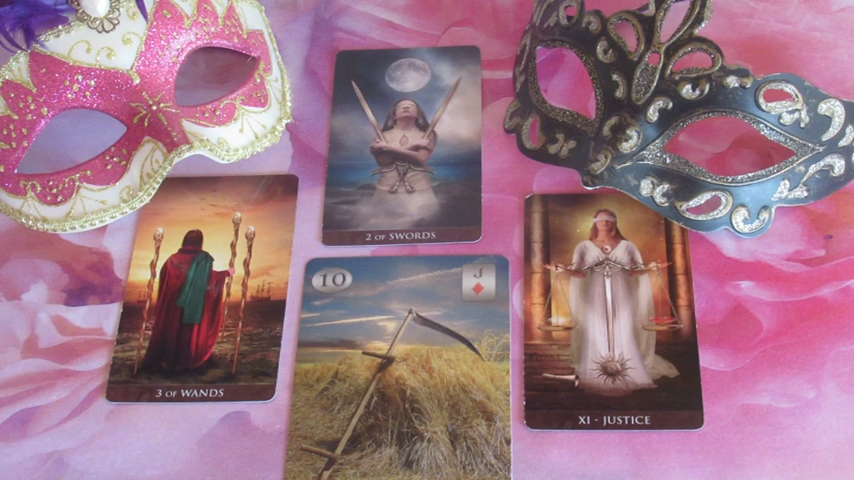 2 OF SWORDS
10
J
3 OF WANDS
XI - JUSTICE